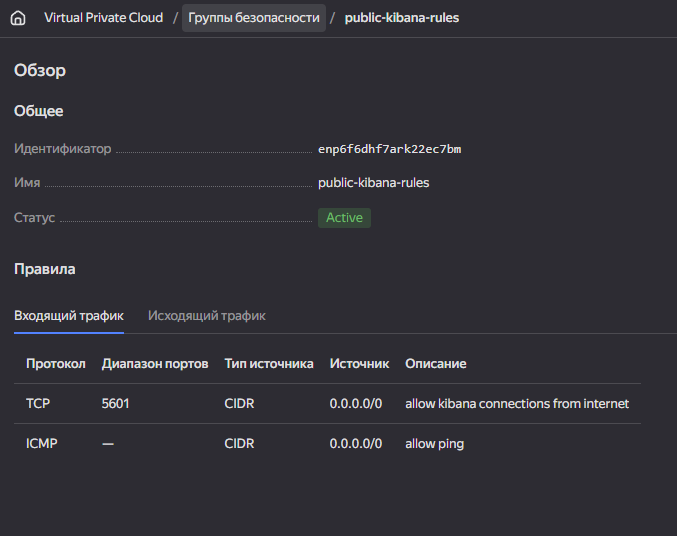 Virtual Private Cloud / Группы безопасности / public-kibana-rules
Обзор
Общее
Идентификатор enp6f6dhf7ark22ec7bm
Имя public-kibana-rules
Статус Active
Правила
Входящий трафик Исходящий трафик
Протокол Диапазон портов Тип источника Источник Описание
TCP 5601 CIDR 0.0.0.0/0 allow kibana connections from internet
ICMP — CIDR 0.0.0.0/0 allow ping